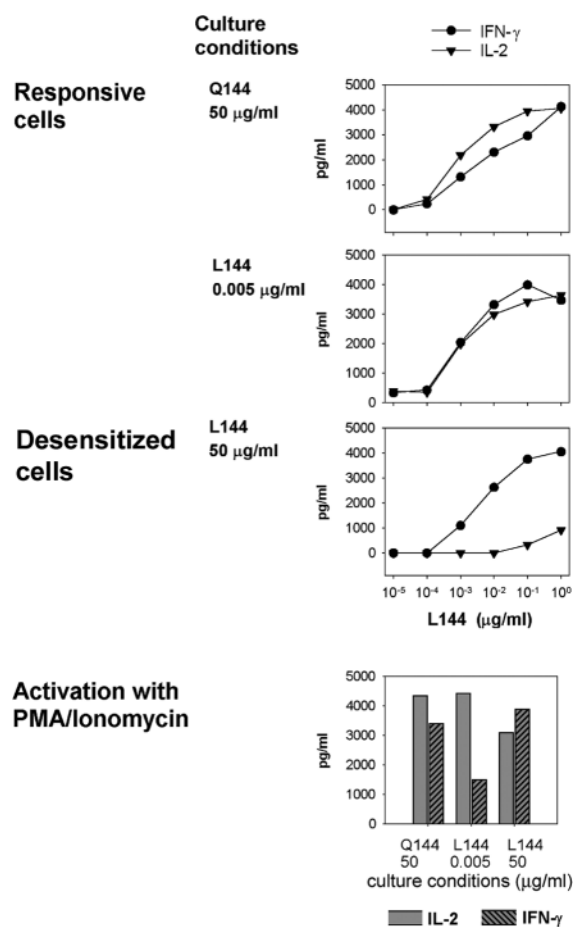 Culture
conditions
IFN-γ
IL-2
Responsive
cells
Q144
50 µg/ml
5000
4000
3000
2000
1000
0
pg/ml
L144
0.005 µg/ml
5000
4000
3000
2000
1000
0
pg/ml
Desensitized
cells
L144
50 µg/ml
5000
4000
3000
2000
1000
0
pg/ml
10⁻⁵ 10⁻⁴ 10⁻³ 10⁻² 10⁻¹ 10⁰
L144 (µg/ml)
Activation with
PMA/Ionomycin
5000
4000
3000
2000
1000
0
pg/ml
Q144 L144 L144
50 0.005 50
culture conditions (µg/ml)
IL-2 IFN-γ